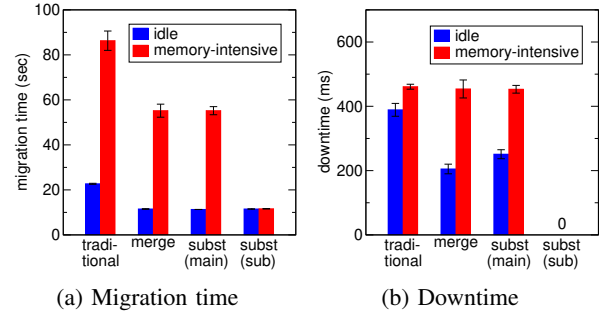 migration time (sec)
100
80
60
40
20
0
idle
memory-intensive
tradi-
tional
merge
subst
(main)
subst
(sub)
(a) Migration time
downtime (ms)
600
400
200
0
idle
memory-intensive
0
tradi-
tional
merge
subst
(main)
subst
(sub)
(b) Downtime